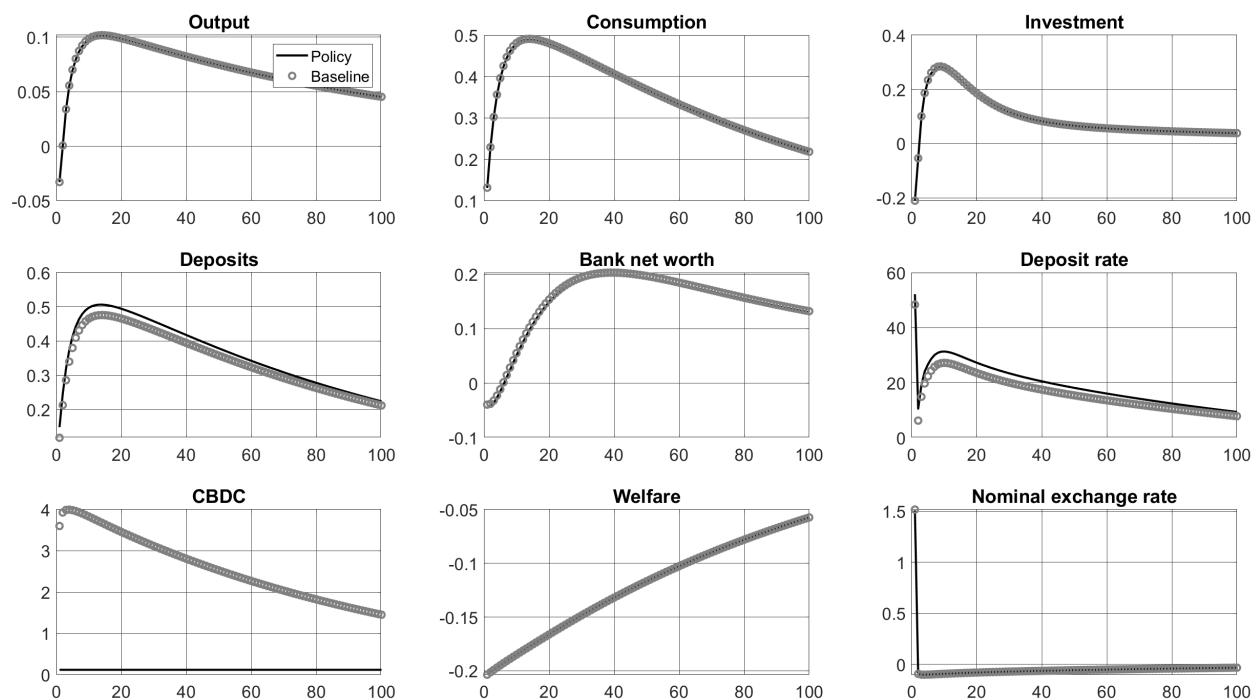 Output
Consumption
Investment
0.1
0.05
0
-0.05
Policy
Baseline
0 20 40 60 80 100
0.5
0.4
0.3
0.2
0.1
0 20 40 60 80 100
0.4
0.2
0
-0.2
0 20 40 60 80 100
Deposits
Bank net worth
Deposit rate
0.6
0.5
0.4
0.3
0.2
0 20 40 60 80 100
0.2
0.1
0
-0.1
0 20 40 60 80 100
60
40
20
0
0 20 40 60 80 100
CBDC
Welfare
Nominal exchange rate
4
3
2
1
0
0 20 40 60 80 100
-0.05
-0.1
-0.15
-0.2
0 20 40 60 80 100
1.5
1
0.5
0
0 20 40 60 80 100